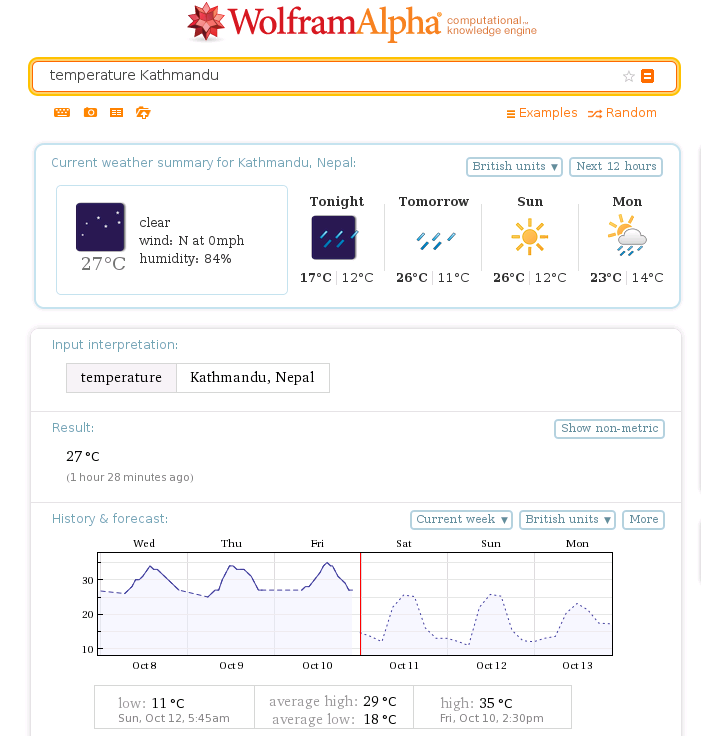 WolframAlpha computational... knowledge engine
temperature Kathmandu
Examples Random
Current weather summary for Kathmandu, Nepal:
British units ▼ Next 12 hours
Tonight Tomorrow Sun Mon
clear
wind: N at 0mph
humidity: 84%
27°C
17°C | 12°C 26°C | 11°C 26°C | 12°C 23°C | 14°C
Input interpretation:
temperature Kathmandu, Nepal
Result:
Show non-metric
27 °C
(1 hour 28 minutes ago)
History & forecast:
Current week ▼ British units ▼ More
Wed Thu Fri Sat Sun Mon
30
20
10
Oct 8 Oct 9 Oct 10 Oct 11 Oct 12 Oct 13
low: 11 °C
Sun, Oct 12, 5:45am
average high: 29 °C
average low: 18 °C
high: 35 °C
Fri, Oct 10, 2:30pm